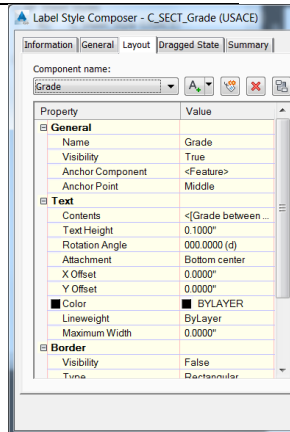 Label Style Composer - C_SECT_Grade (USACE)
Information General Layout Dragged State Summary
Component name:
Grade
Property Value
General
Name Grade
Visibility True
Anchor Component <Feature>
Anchor Point Middle
Text
Contents <[Grade between ...
Text Height 0.1000"
Rotation Angle 000.0000 (d)
Attachment Bottom center
X Offset 0.0000"
Y Offset 0.0000"
Color BYLAYER
Lineweight ByLayer
Maximum Width 0.0000"
Border
Visibility False
Type Rectangular